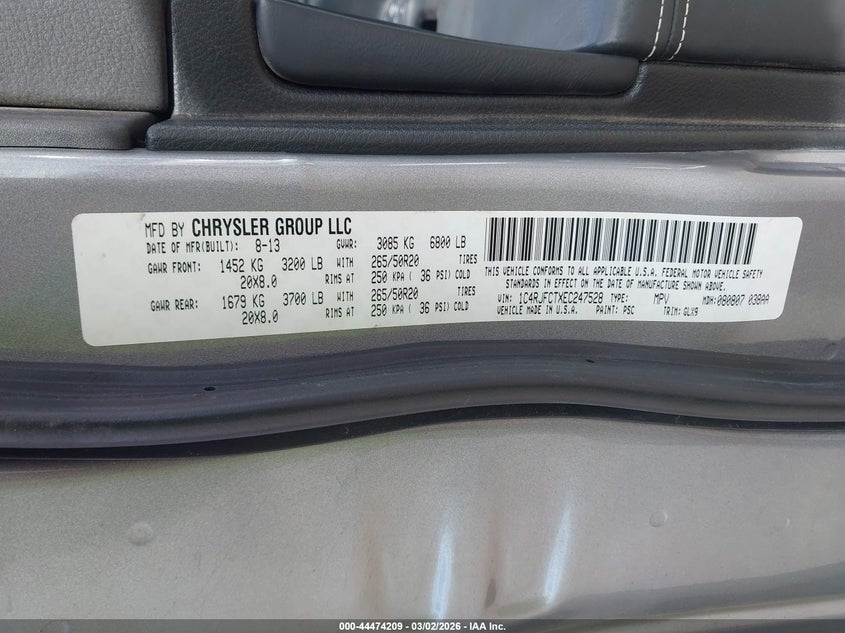 MFD BY CHRYSLER GROUP LLC
DATE OF MFR(BUILT): 8-13 GVWR: 3085 KG 6800 LB
GAWR FRONT: 1452 KG 3200 LB WITH 265/50R20 TIRES
20X8.0 RIMS AT 250 KPA ( 36 PSI) COLD
GAWR REAR: 1679 KG 3700 LB WITH 265/50R20 TIRES
20X8.0 RIMS AT 250 KPA ( 36 PSI) COLD
THIS VEHICLE CONFORMS TO ALL APPLICABLE U.S.A. FEDERAL MOTOR VEHICLE SAFETY
STANDARDS IN EFFECT ON THE DATE OF MANUFACTURE SHOWN ABOVE.
VIN: 1C4RJFCTXEC247528 TYPE: MPV MDH: 080807 038AA
VEHICLE MADE IN U.S.A. PAINT: PSC TRIM: GLX9
000-44474209 - 03/02/2026 - IAA Inc.